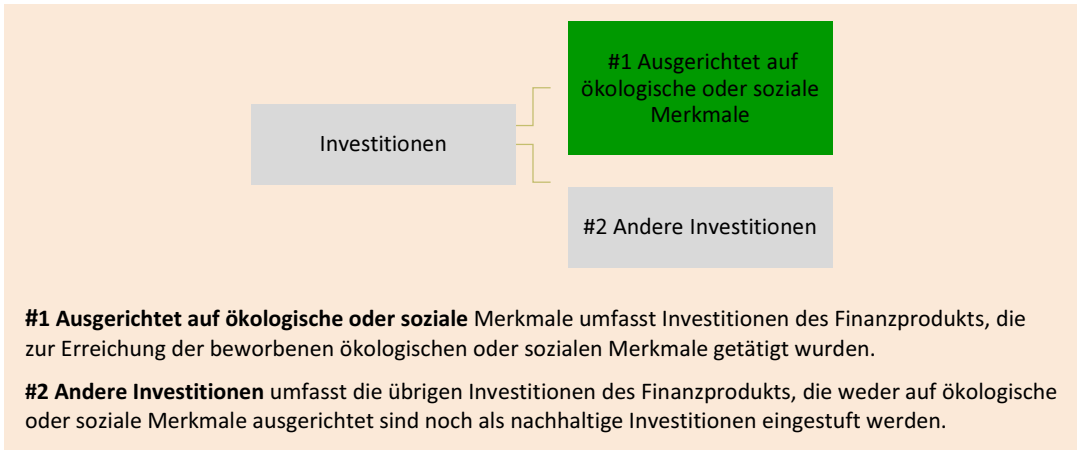 #1 Ausgerichtet auf
ökologische oder soziale
Merkmale
Investitionen
#2 Andere Investitionen
#1 Ausgerichtet auf ökologische oder soziale Merkmale umfasst Investitionen des Finanzprodukts, die
zur Erreichung der beworbenen ökologischen oder sozialen Merkmale getätigt wurden.
#2 Andere Investitionen umfasst die übrigen Investitionen des Finanzprodukts, die weder auf ökologische
oder soziale Merkmale ausgerichtet sind noch als nachhaltige Investitionen eingestuft werden.